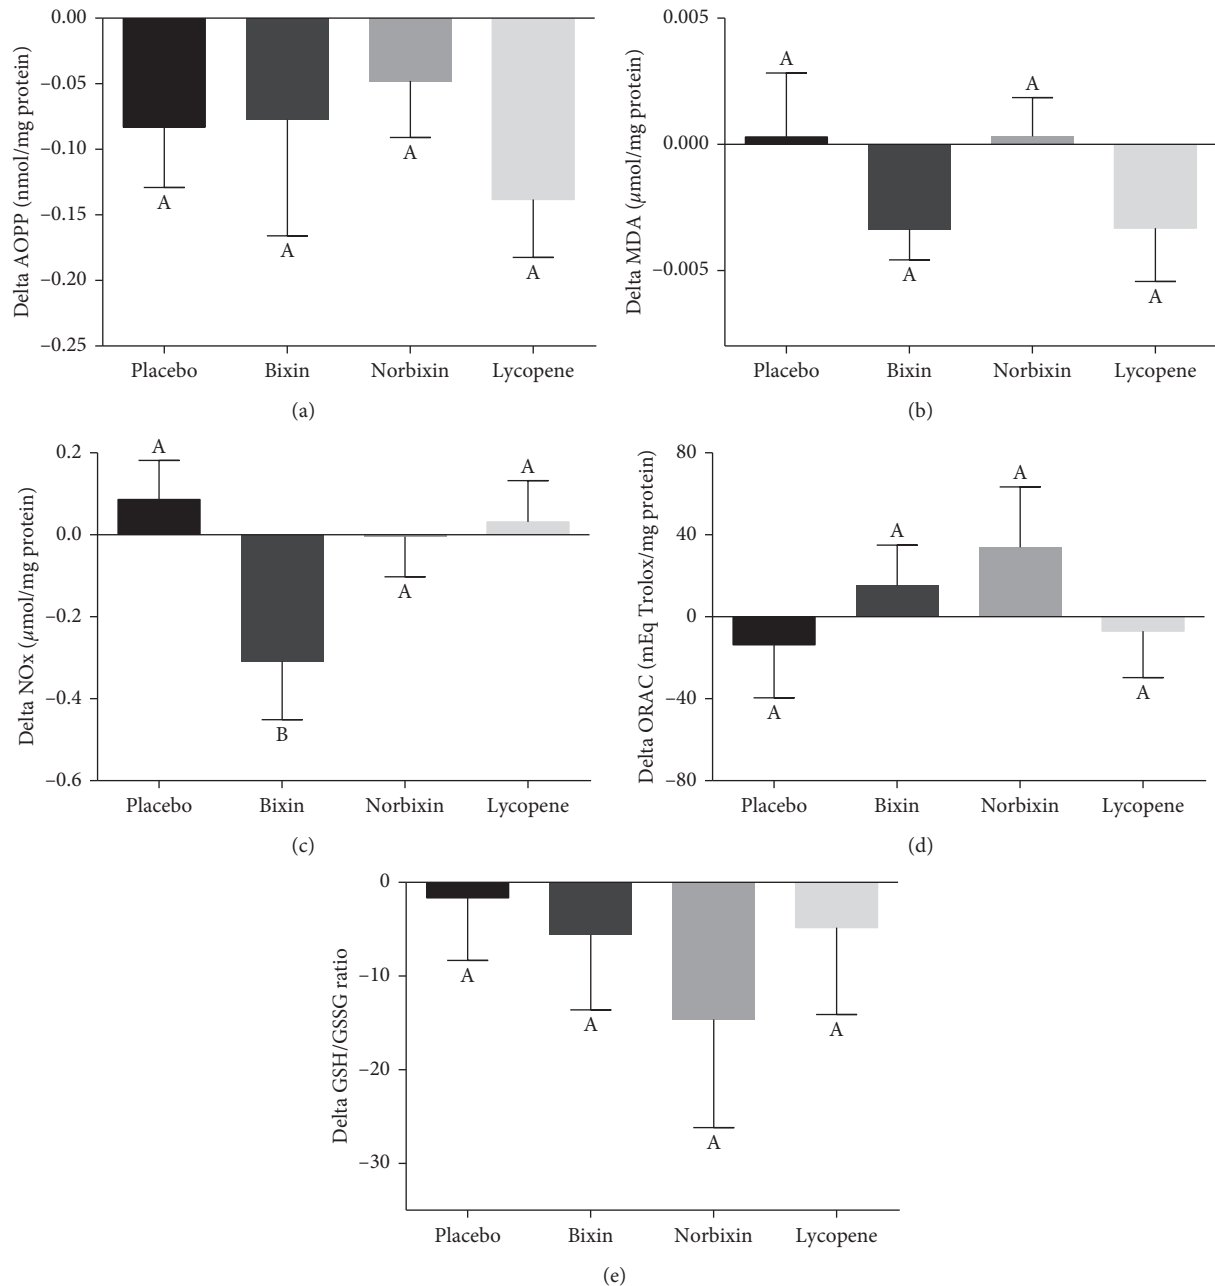 Delta AOPP (nmol/mg protein)
0.00
–0.05
–0.10
–0.15
–0.20
–0.25
A
A
A
A
Placebo
Bixin
Norbixin
Lycopene
(a)
Delta MDA (µmol/mg protein)
0.005
0.000
–0.005
A
A
A
A
Placebo
Bixin
Norbixin
Lycopene
(b)
Delta NOx (µmol/mg protein)
0.2
0.0
–0.2
–0.4
–0.6
A
B
A
A
Placebo
Bixin
Norbixin
Lycopene
(c)
Delta ORAC (mEq Trolox/mg protein)
80
40
0
–40
–80
A
A
A
A
Placebo
Bixin
Norbixin
Lycopene
(d)
Delta GSH/GSSG ratio
0
–10
–20
–30
A
A
A
A
Placebo
Bixin
Norbixin
Lycopene
(e)